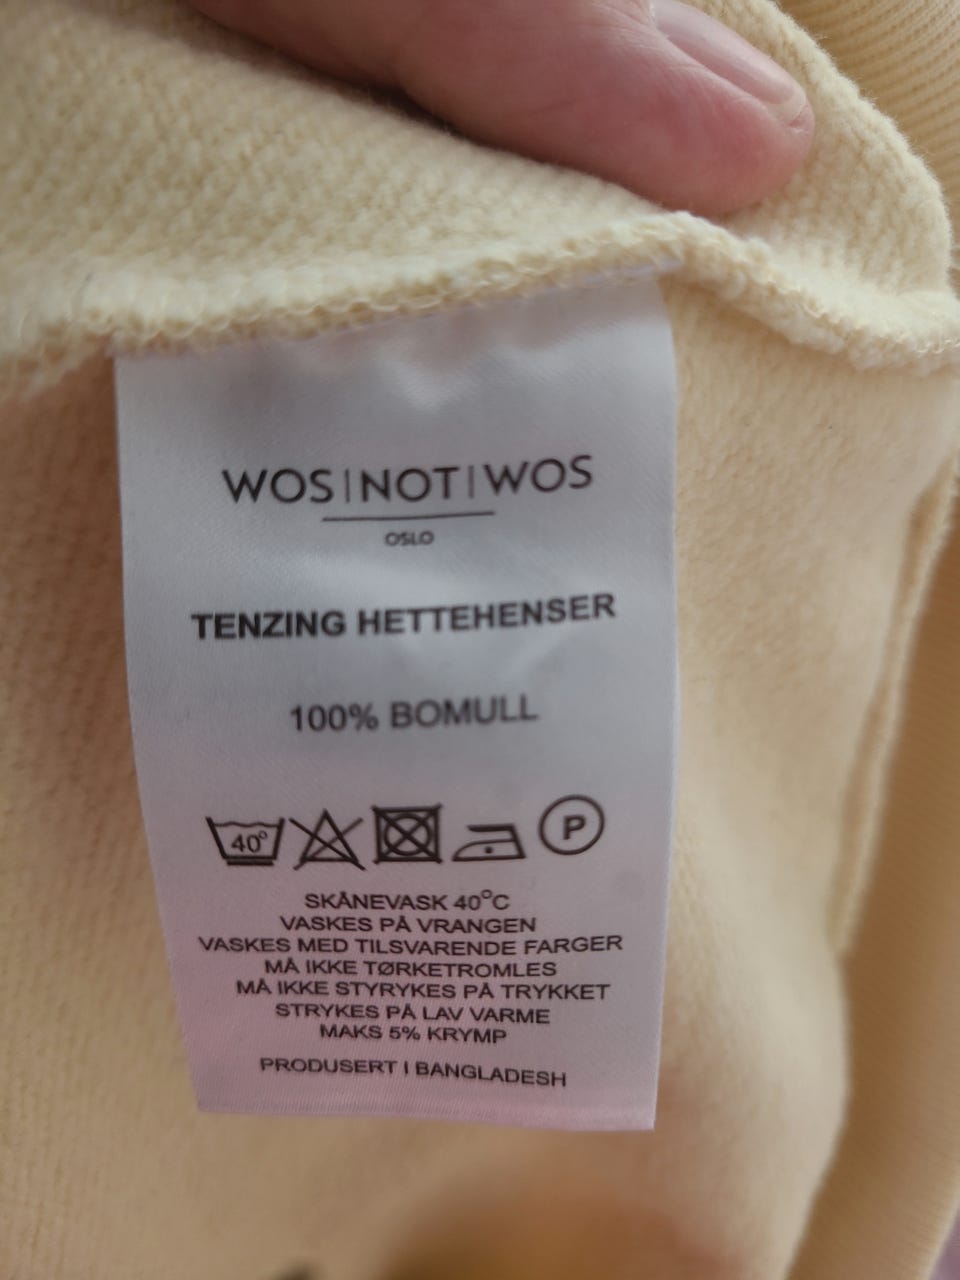 WOS|NOT|WOS
OSLO
TENZING HETTEHENSER
100% BOMULL
40° P
SKÅNEVASK 40°C
VASKES PÅ VRANGEN
VASKES MED TILSVARENDE FARGER
MÅ IKKE TØRKETROMLES
MÅ IKKE STYRYKES PÅ TRYKKET
STRYKES PÅ LAV VARME
MAKS 5% KRYMP
PRODUSERT I BANGLADESH